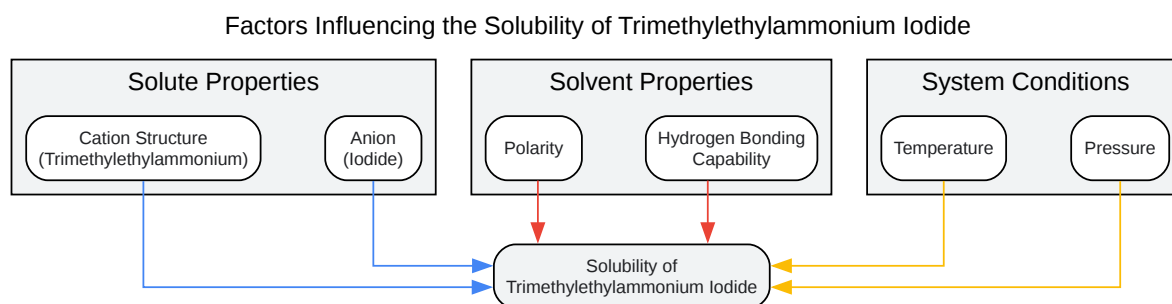 Factors Influencing the Solubility of Trimethylethylammonium Iodide
Solute Properties
Cation Structure
(Trimethylethylammonium)
Anion
(Iodide)
Solvent Properties
Polarity
Hydrogen Bonding
Capability
System Conditions
Temperature
Pressure
Solubility of
Trimethylethylammonium Iodide